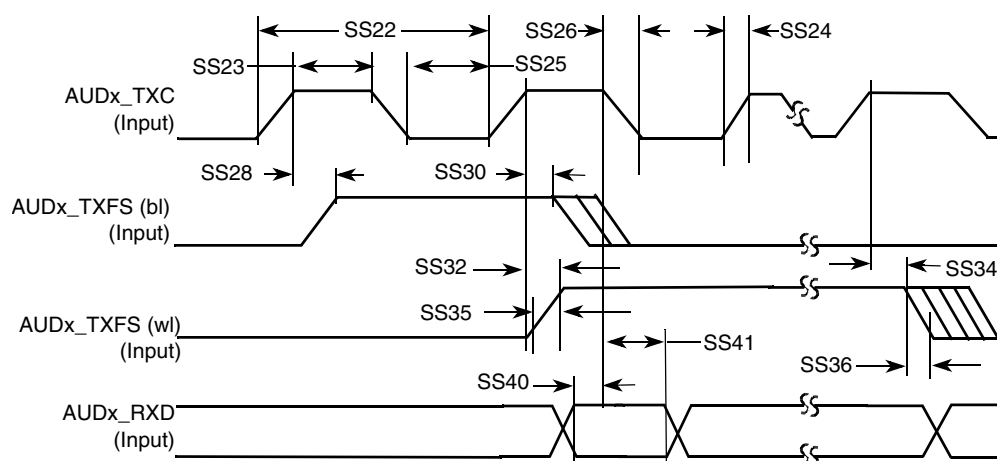 SS22
SS26
SS24
SS23
SS25
AUDx_TXC
(Input)
SS28
SS30
AUDx_TXFS (bl)
(Input)
SS32
SS34
SS35
AUDx_TXFS (wl)
(Input)
SS41
SS36
SS40
AUDx_RXD
(Input)